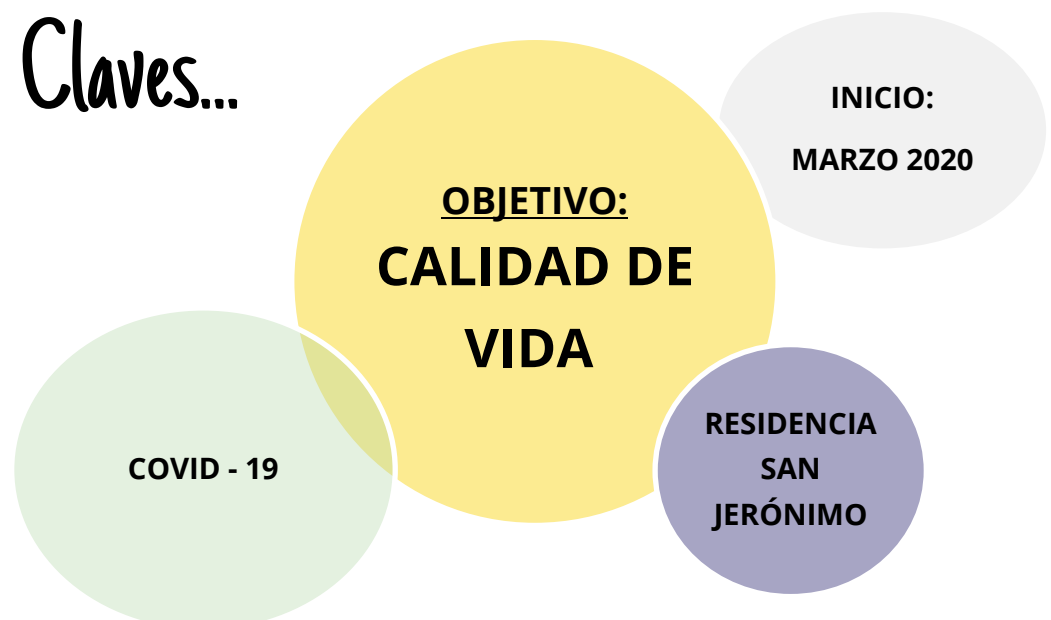 Claves...
INICIO:
MARZO 2020
OBJETIVO:
CALIDAD DE
VIDA
RESIDENCIA
SAN
JERÓNIMO
COVID - 19